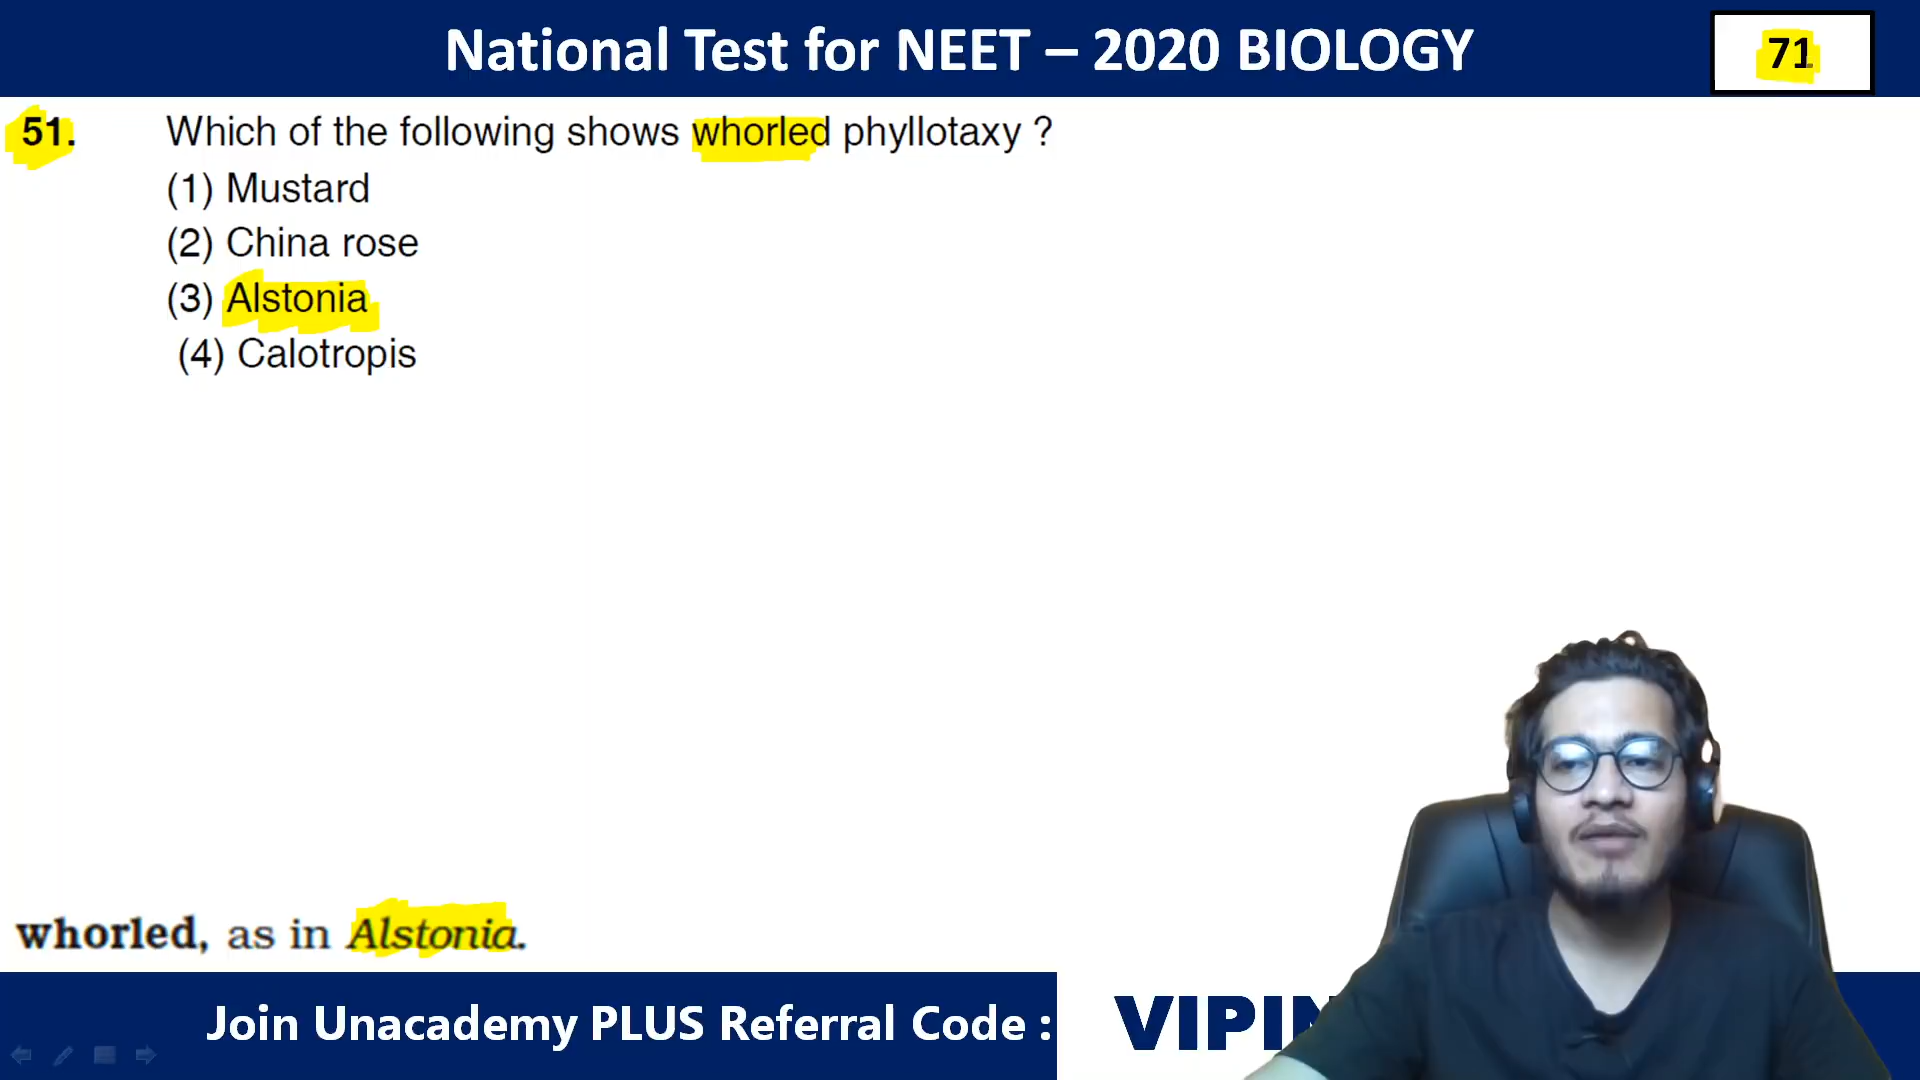 National Test for NEET – 2020 BIOLOGY
71
51. Which of the following shows whorled phyllotaxy ?
(1) Mustard
(2) China rose
(3) Alstonia
(4) Calotropis
whorled, as in Alstonia.
Join Unacademy PLUS Referral Code :
VIPIN